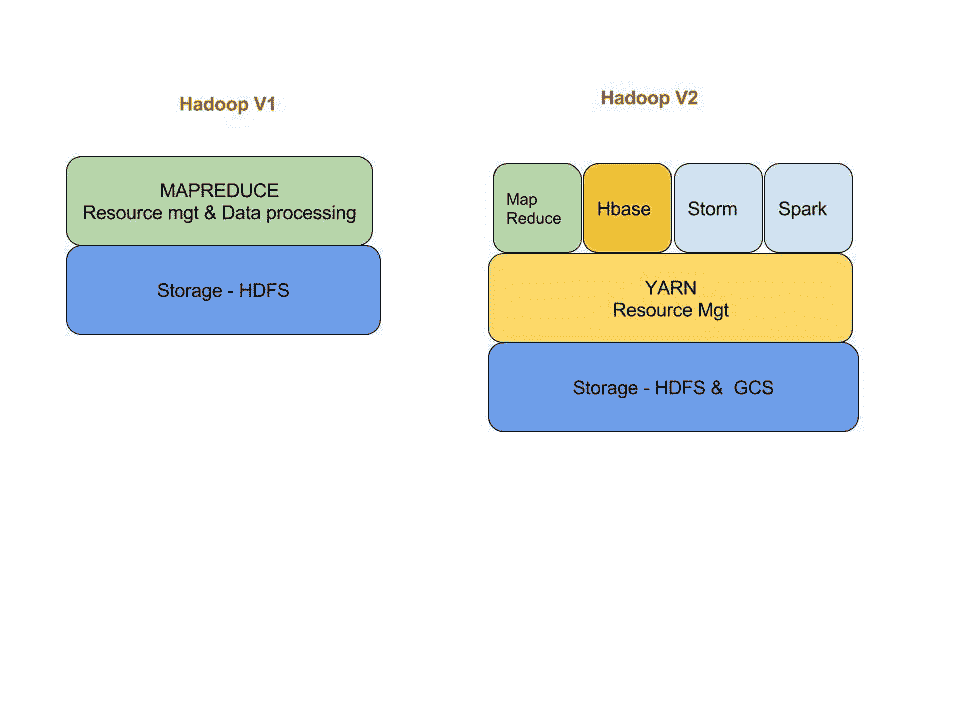 Hadoop V1
MAPREDUCE
Resource mgt & Data processing
Storage - HDFS
Hadoop V2
Map
Reduce
Hbase
Storm
Spark
YARN
Resource Mgt
Storage - HDFS & GCS